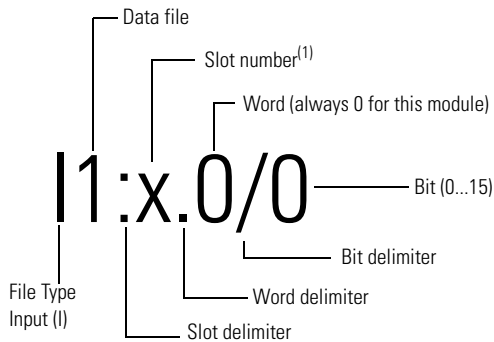 Data file
Slot number(1)
Word (always 0 for this module)
I1:x.0/0
Bit (0...15)
Bit delimiter
File Type
Input (I)
Word delimiter
Slot delimiter